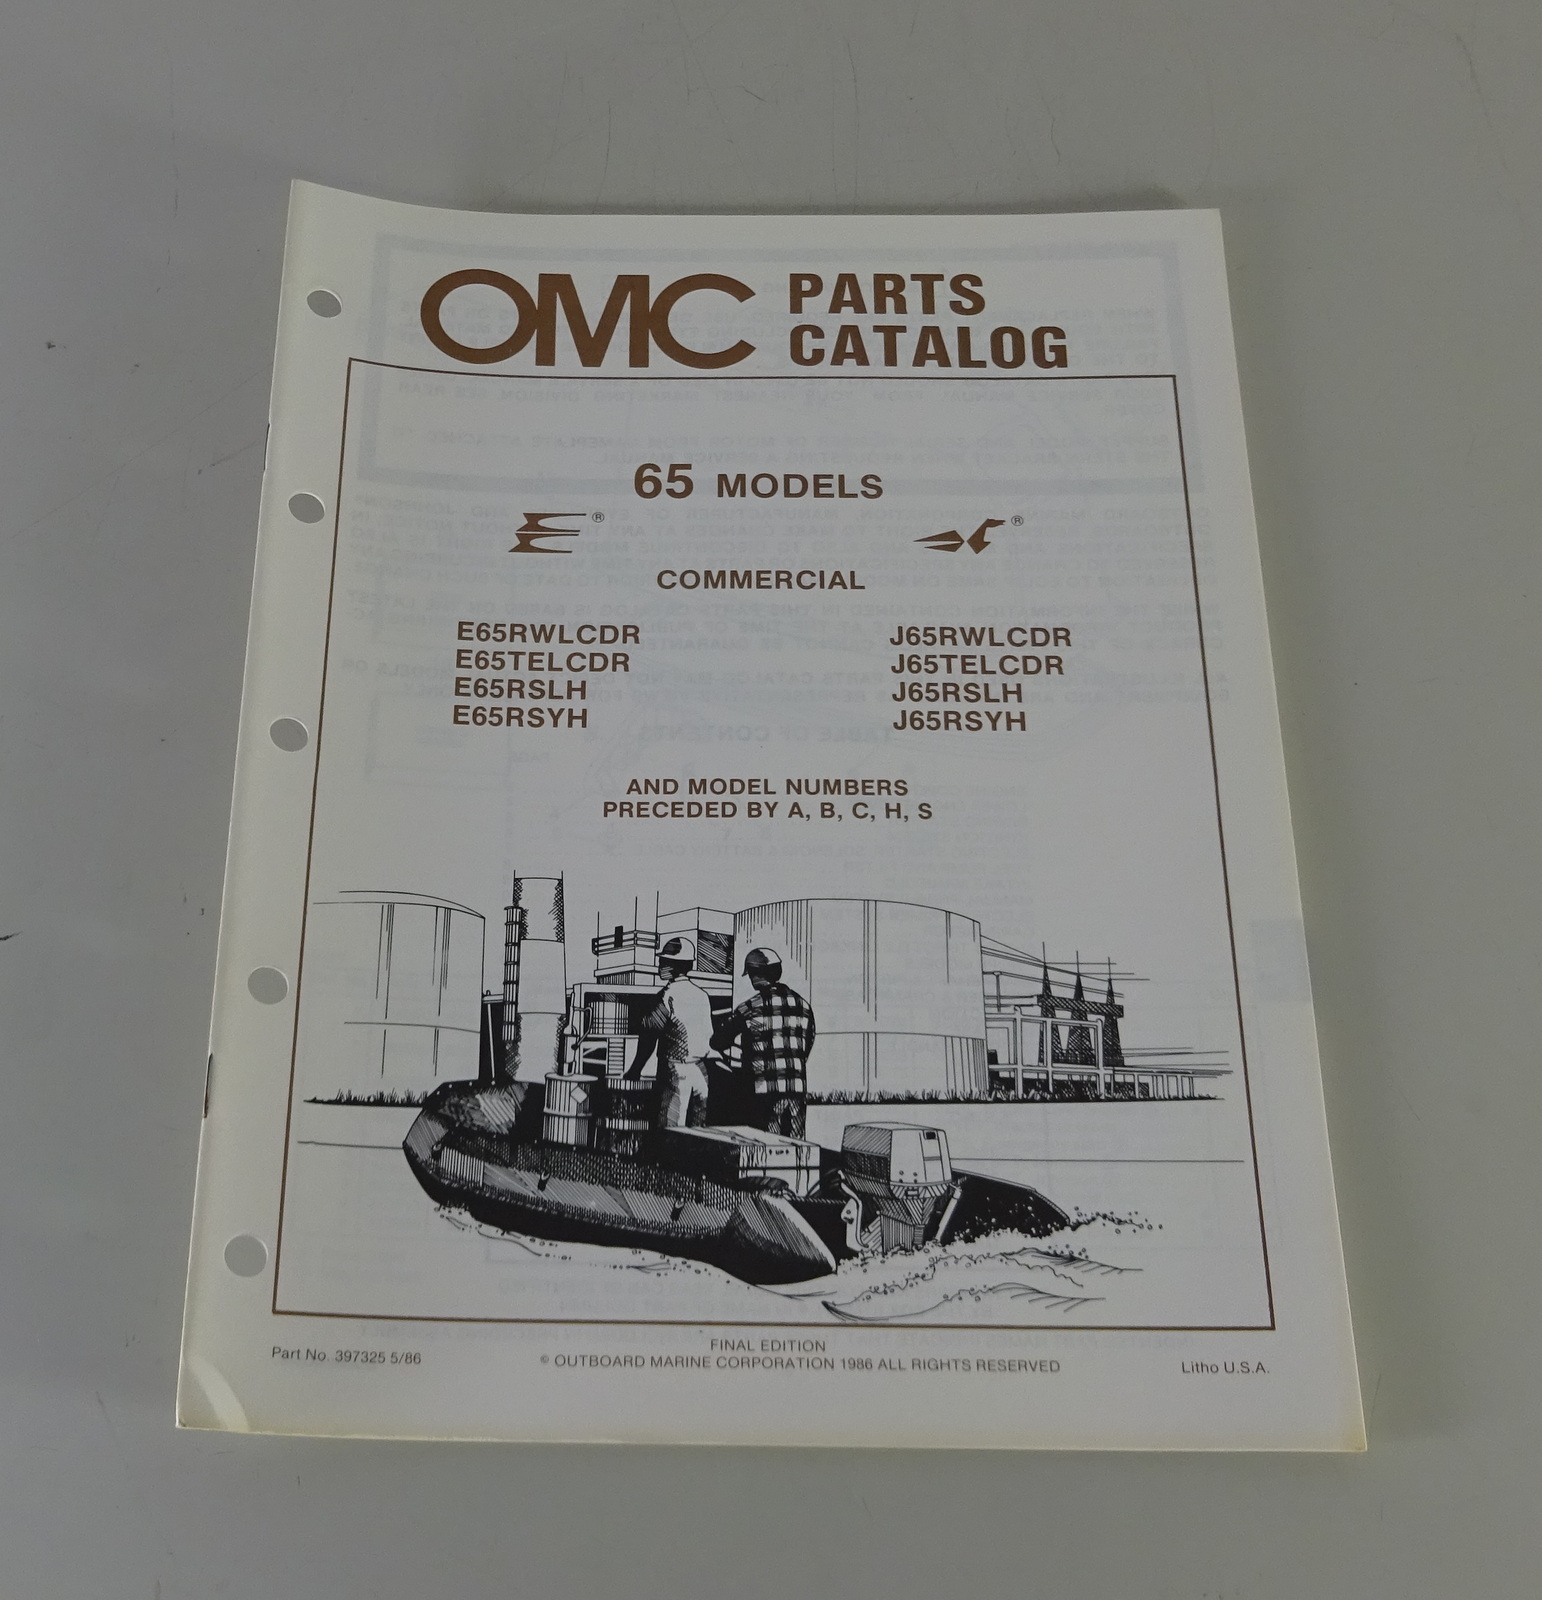 OMC PARTS
CATALOG
65 MODELS
® ®
COMMERCIAL
E65RWLCDR J65RWLCDR
E65TELCDR J65TELCDR
E65RSLH J65RSLH
E65RSYH J65RSYH
AND MODEL NUMBERS
PRECEDED BY A, B, C, H, S
FINAL EDITION
Part No. 397325 5/86 © OUTBOARD MARINE CORPORATION 1986 ALL RIGHTS RESERVED Litho U.S.A.